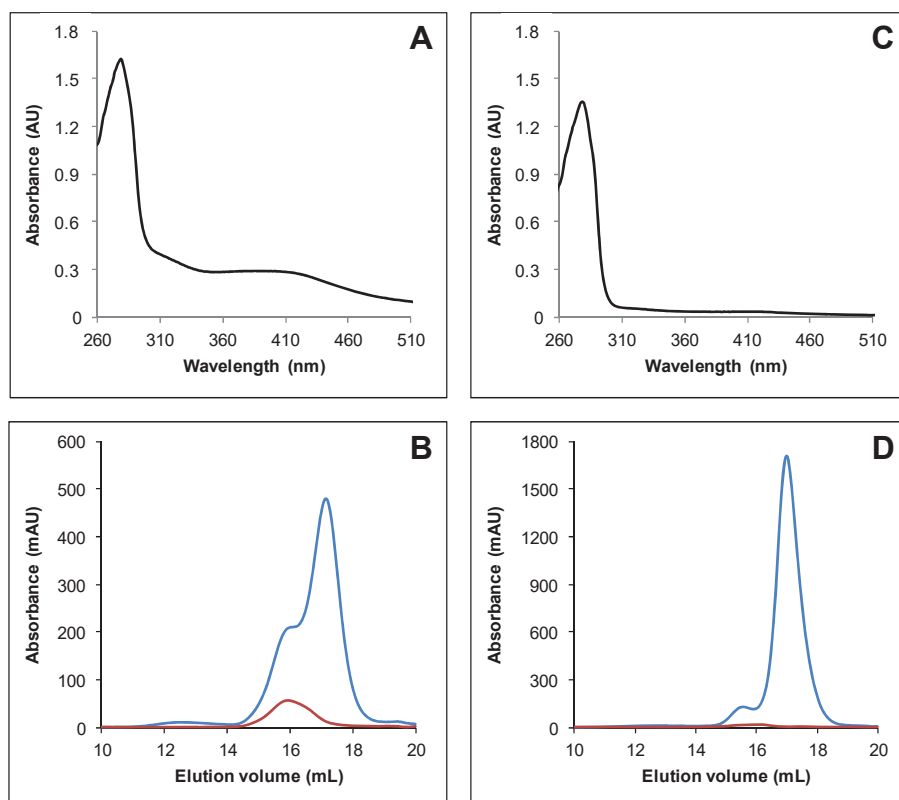 A
Absorbance (AU)
1.8
1.5
1.2
0.9
0.6
0.3
0
260 310 360 410 460 510
Wavelength (nm)
C
Absorbance (AU)
1.8
1.5
1.2
0.9
0.6
0.3
0
260 310 360 410 460 510
Wavelength (nm)
B
Absorbance (mAU)
600
500
400
300
200
100
0
10 12 14 16 18 20
Elution volume (mL)
D
Absorbance (mAU)
1800
1500
1200
900
600
300
0
10 12 14 16 18 20
Elution volume (mL)